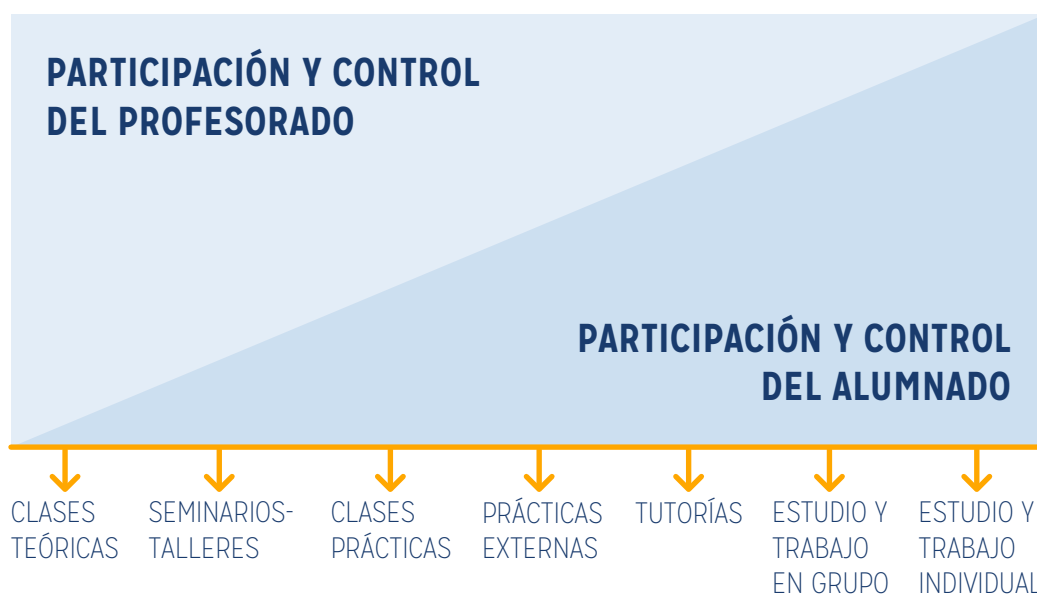 PARTICIPACIÓN Y CONTROL
DEL PROFESORADO
PARTICIPACIÓN Y CONTROL
DEL ALUMNADO
CLASES
TEÓRICAS
SEMINARIOS-
TALLERES
CLASES
PRÁCTICAS
PRÁCTICAS
EXTERNAS
TUTORÍAS
ESTUDIO Y
TRABAJO
EN GRUPO
ESTUDIO Y
TRABAJO
INDIVIDUAL